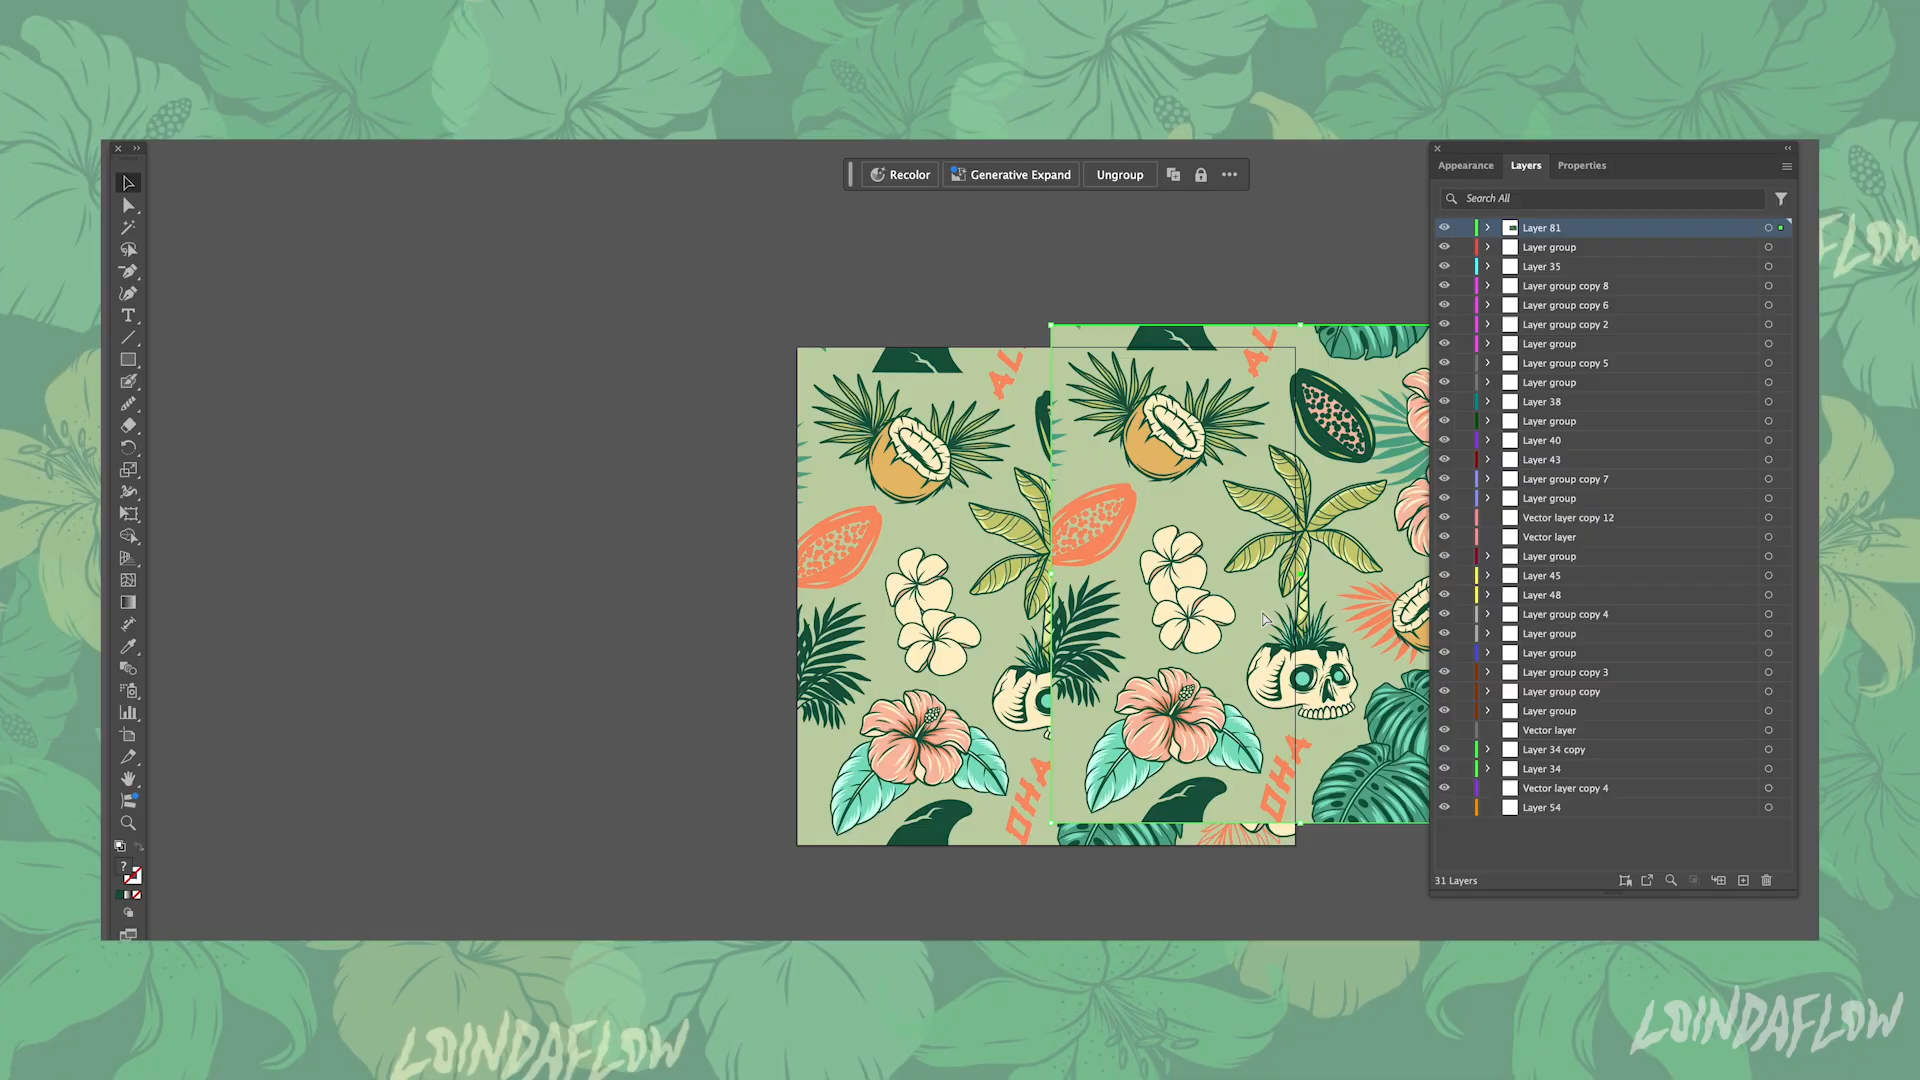 Recolor
Generative Expand
Ungroup
Appearance
Layers
Properties
Search All
Layer 81
Layer group
Layer 35
Layer group copy 8
Layer group copy 6
Layer group copy 2
Layer group
Layer group copy 5
Layer group
Layer 38
Layer group
Layer 40
Layer 43
Layer group copy 7
Layer group
Vector layer copy 12
Vector layer
Layer group
Layer 45
Layer 48
Layer group copy 4
Layer group
Layer group
Layer group copy 3
Layer group copy
Layer group
Vector layer
Layer 34 copy
Layer 34
Vector layer copy 4
Layer 54
31 Layers
AL
AL
OHA
OHA
FLOW
LOINDAFLOW
LOINDAFLOW